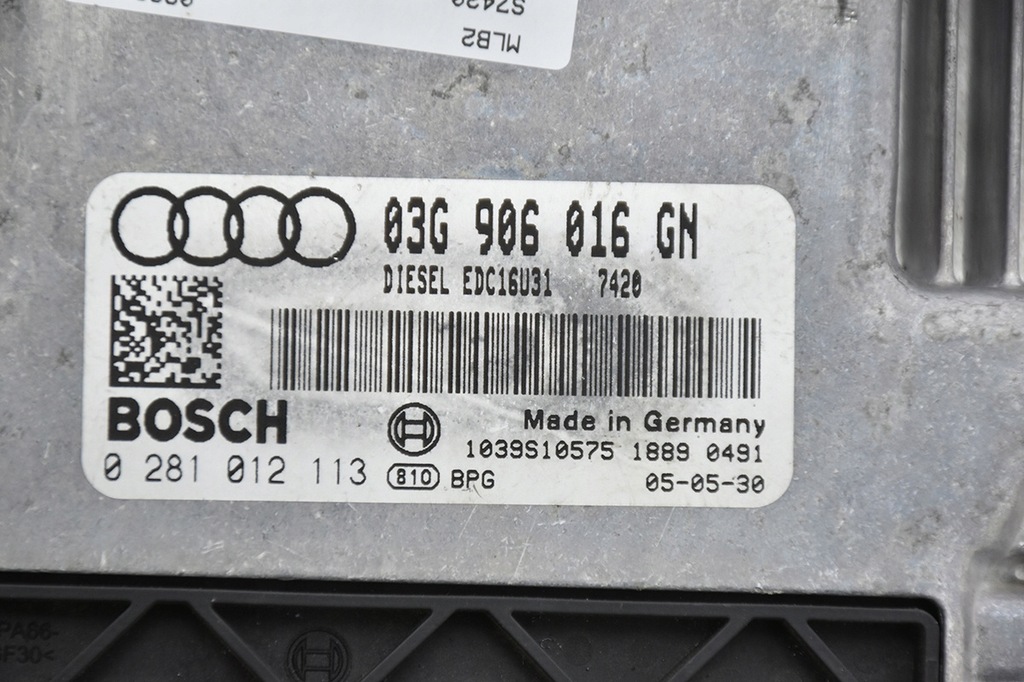 S7420
MLB2
03G 906 016 GN
DIESEL EDC16U31 7420
BOSCH
Made in Germany
1039S10575 1889 0491
0 281 012 113 810 BPG 05-05-30